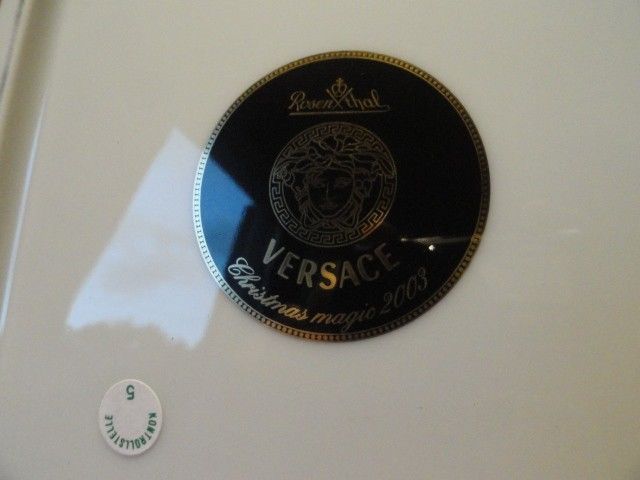 Rosenthal
VERSACE
Christmas magic 2003
5
KONTROLLSTELLE